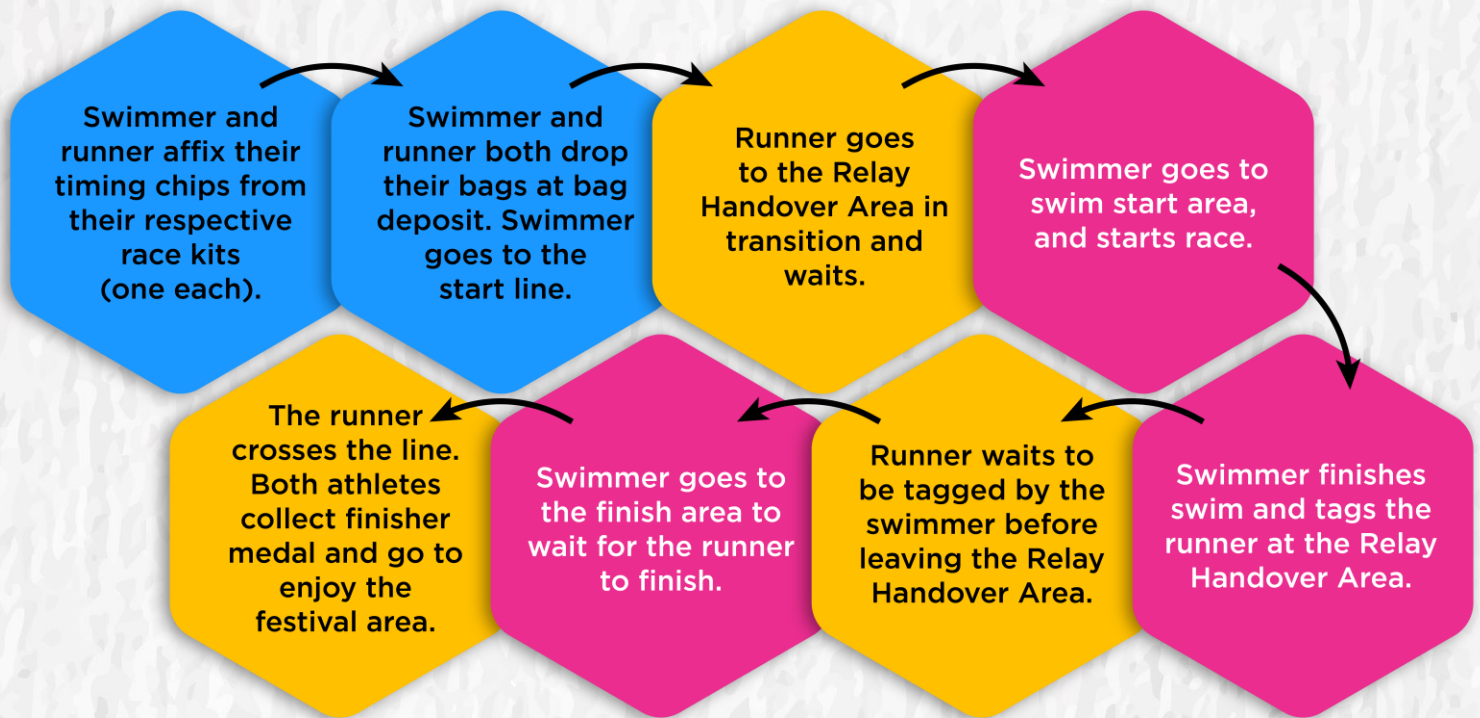 Swimmer and
runner affix their
timing chips from
their respective
race kits
(one each).
Swimmer and
runner both drop
their bags at bag
deposit. Swimmer
goes to the
start line.
Runner goes
to the Relay
Handover Area in
transition and
waits.
Swimmer goes to
swim start area,
and starts race.
Swimmer finishes
swim and tags the
runner at the Relay
Handover Area.
Runner waits to
be tagged by the
swimmer before
leaving the Relay
Handover Area.
Swimmer goes to
the finish area to
wait for the runner
to finish.
The runner
crosses the line.
Both athletes
collect finisher
medal and go to
enjoy the
festival area.